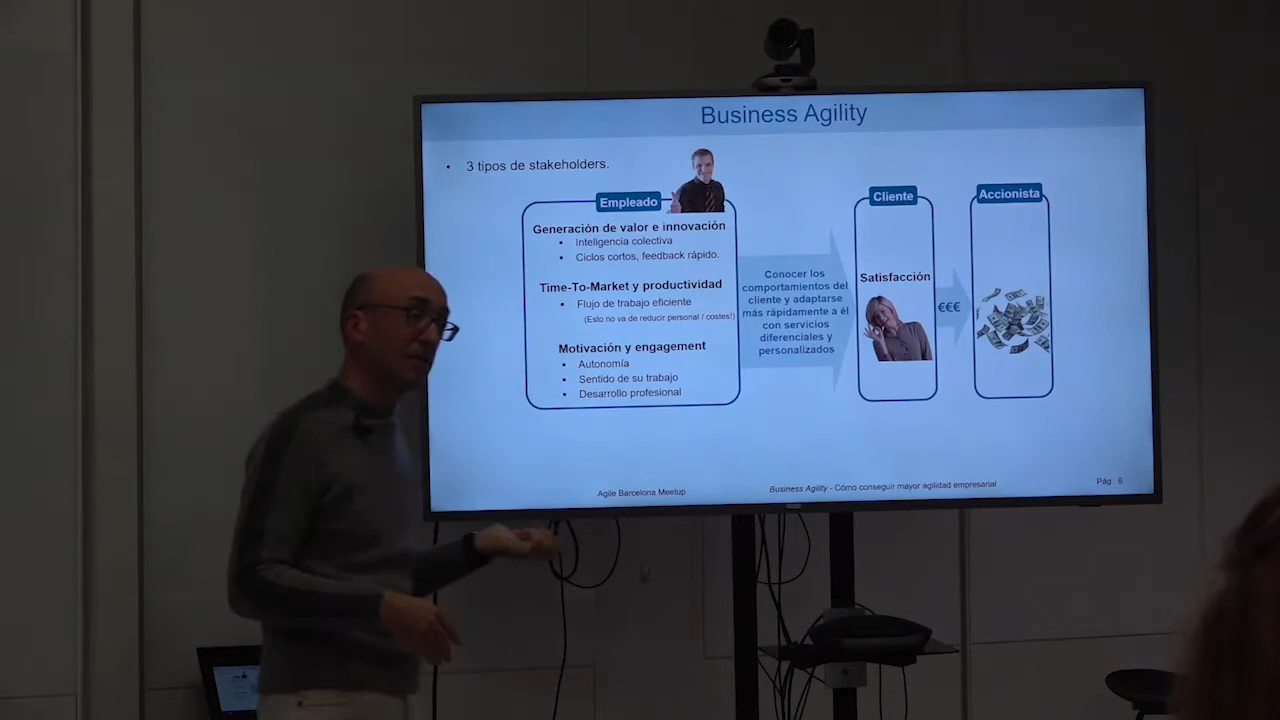 Business Agility
• 3 tipos de stakeholders.
Empleado
Generación de valor e innovación
• Inteligencia colectiva
• Ciclos cortos, feedback rápido.
Time-To-Market y productividad
• Flujo de trabajo eficiente
(Esto no va de reducir personal / costes!)
Motivación y engagement
• Autonomía
• Sentido de su trabajo
• Desarrollo profesional
Conocer los
comportamientos del
cliente y adaptarse
más rápidamente a él
con servicios
diferenciales y
personalizados
Cliente
Satisfacción
€€€
Accionista
Agile Barcelona Meetup
Business Agility - Cómo conseguir mayor agilidad empresarial
Pág. 6